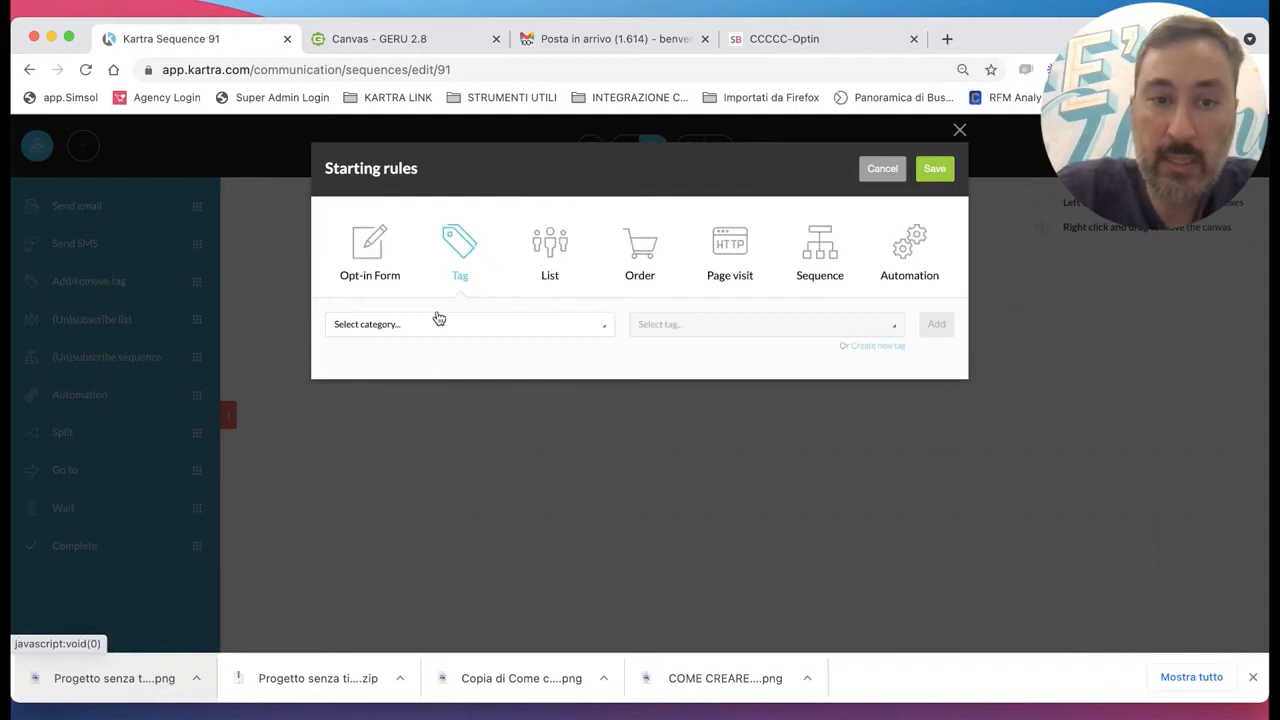 Kartra Sequence 91
Canvas - GERU 2.0
Posta in arrivo (1.614) - benve
CCCCC-Optin
app.kartra.com/communication/sequences/edit/91
app.Simsol
Agency Login
Super Admin Login
KARTRA LINK
STRUMENTI UTILI
INTEGRAZIONE C...
Importati da Firefox
Panoramica di Bus...
RFM Analy
Starting rules
Cancel
Save
Send email
Send SMS
Add/remove tag
(Un)subscribe list
(Un)subscribe sequence
Automation
Split
Go to
Wait
Complete
Opt-in Form
Tag
List
Order
HTTP
Page visit
Sequence
Automation
Select category...
Select tag..
Add
Or Create new tag
Left
oxes
Right click and drag to move the canvas
1
javascript:void(0)
Progetto senza t....png
Progetto senza ti....zip
Copia di Come c....png
COME CREARE....png
Mostra tutto